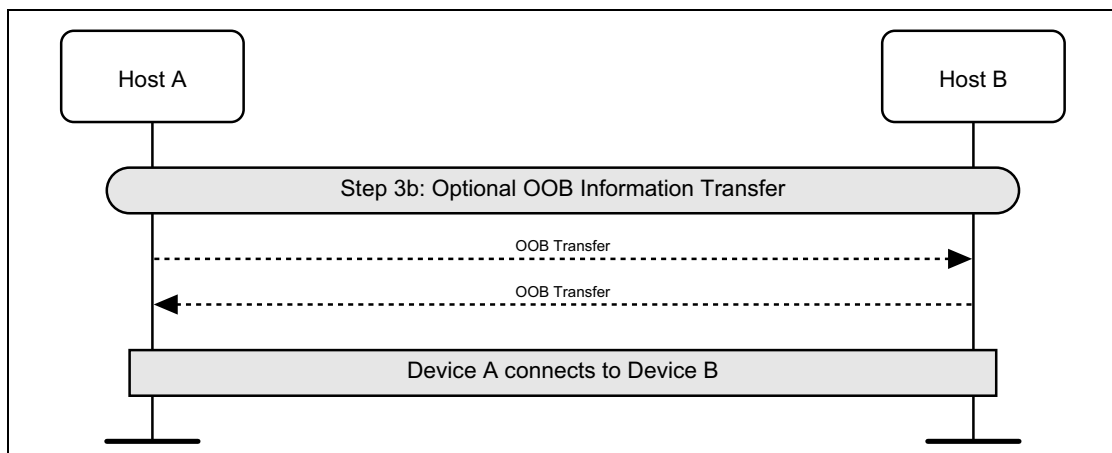 Host A
Host B
Step 3b: Optional OOB Information Transfer
OOB Transfer
OOB Transfer
Device A connects to Device B